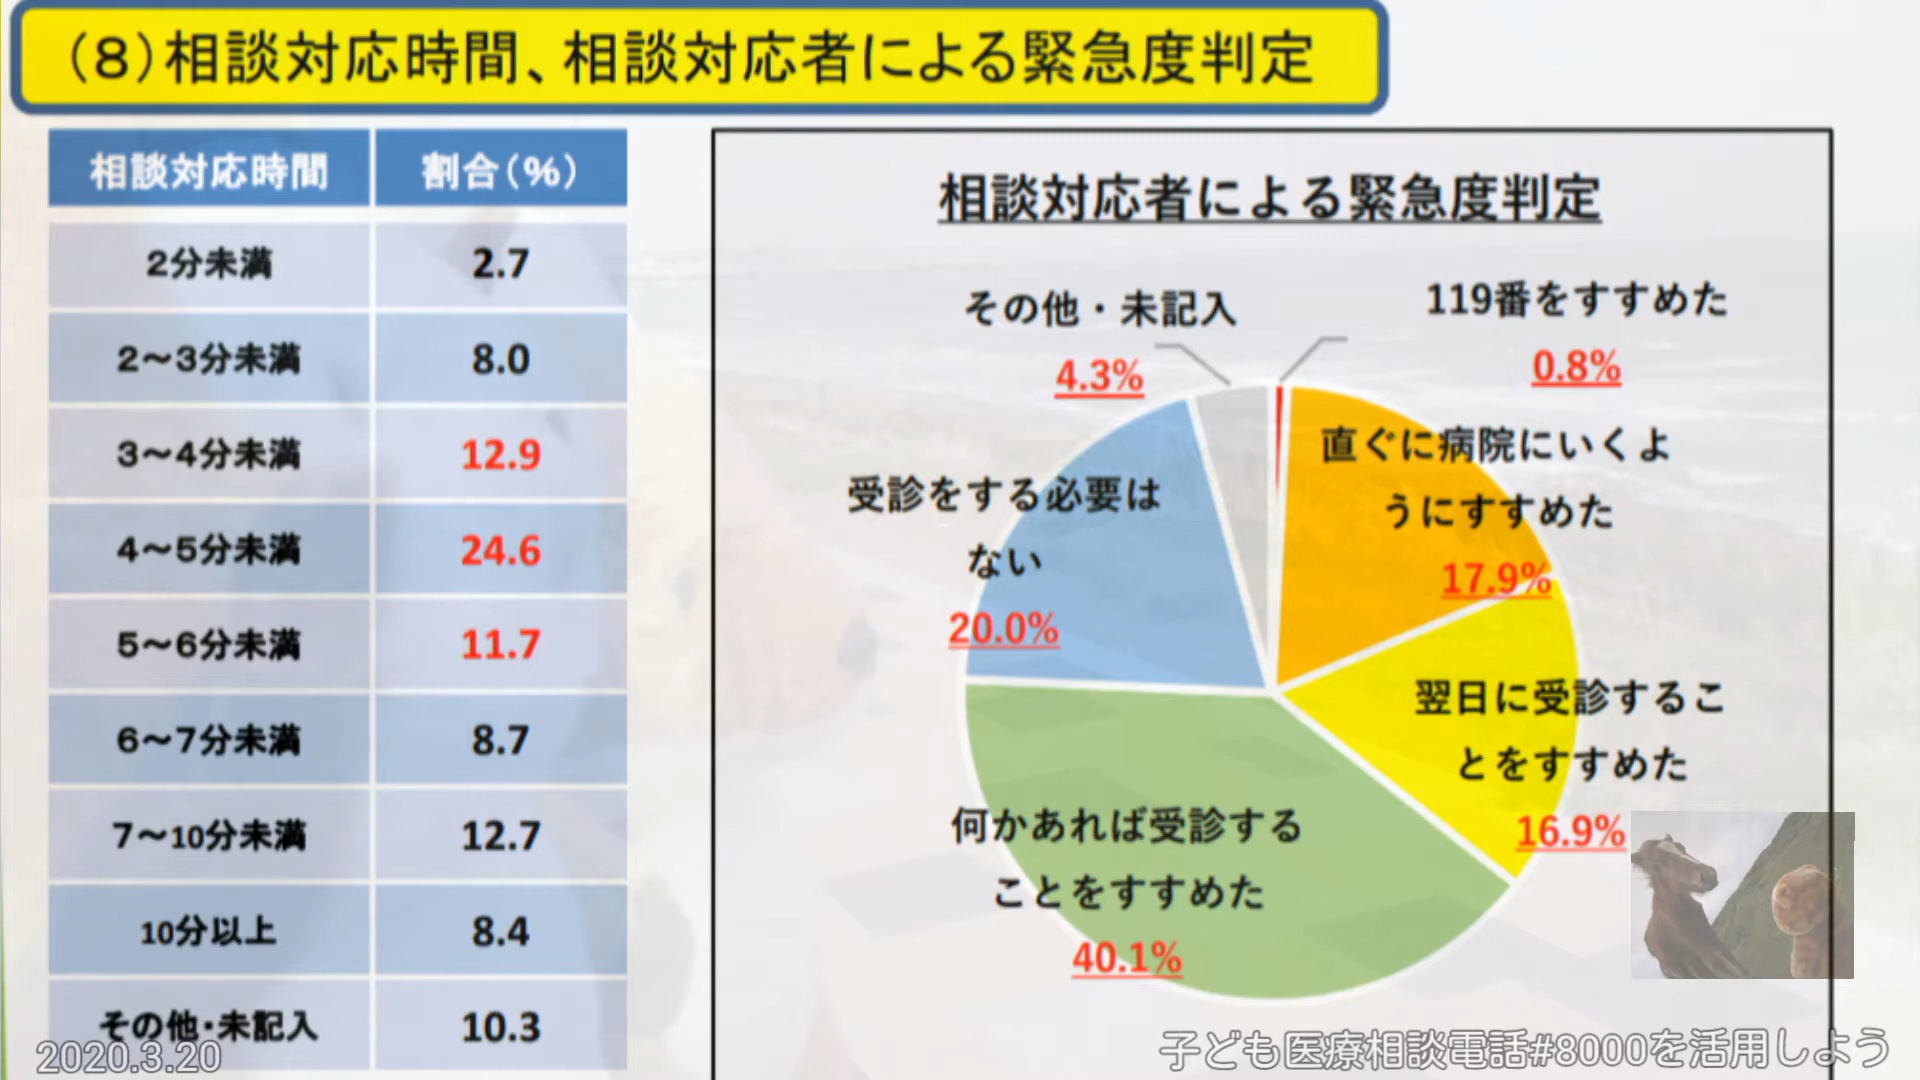 （8）相談対応時間、相談対応者による緊急度判定
相談対応時間 割合（%）
2分未満 2.7
2～3分未満 8.0
3～4分未満 12.9
4～5分未満 24.6
5～6分未満 11.7
6～7分未満 8.7
7～10分未満 12.7
10分以上 8.4
その他・未記入 10.3
相談対応者による緊急度判定
その他・未記入
4.3%
119番をすすめた
0.8%
直ぐに病院にいくよ
うにすすめた
17.9%
受診をする必要は
ない
20.0%
翌日に受診するこ
とをすすめた
16.9%
何かあれば受診する
ことをすすめた
40.1%
2020.3.20
子ども医療相談電話#8000を活用しよう